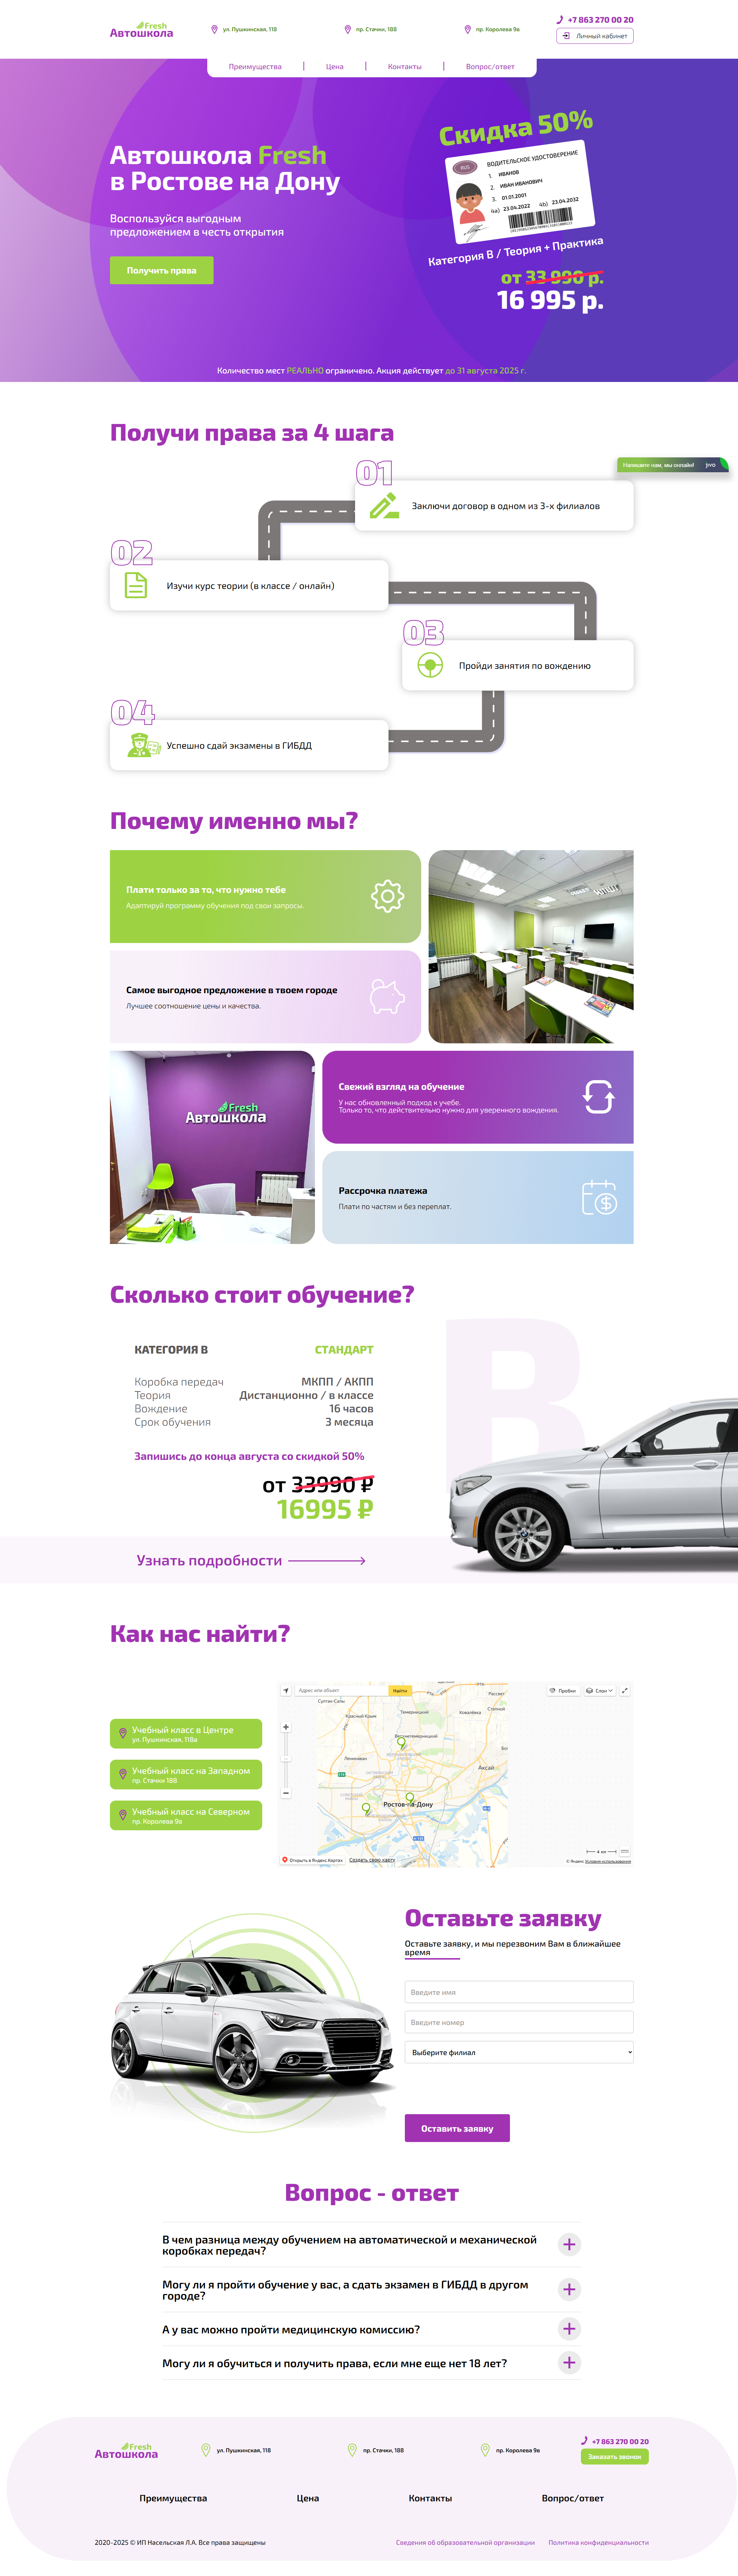 Fresh
Автошкола
ул. Пушкинская, 118
пр. Стачки, 188
пр. Королева 9в
+7 863 270 00 20
Личный кабинет
Преимущества
Цена
Контакты
Вопрос/ответ
Автошкола Fresh
в Ростове на Дону
Воспользуйся выгодным
предложением в честь открытия
Получить права
Скидка 50%
RUS
ВОДИТЕЛЬСКОЕ УДОСТОВЕРЕНИЕ
1. ИВАНОВ
2. ИВАН ИВАНОВИЧ
3. 01.01.2001
4a) 23.04.2022 4b) 23.04.2032
Категория B / Теория + Практика
от 33 990 р.
16 995 р.
Количество мест РЕАЛЬНО ограничено. Акция действует до 31 августа 2025 г.
Получи права за 4 шага
Напишите нам, мы онлайн! jivo
01
Заключи договор в одном из 3-х филиалов
02
Изучи курс теории (в классе / онлайн)
03
Пройди занятия по вождению
04
Успешно сдай экзамены в ГИБДД
Почему именно мы?
Плати только за то, что нужно тебе
Адаптируй программу обучения под свои запросы.
Самое выгодное предложение в твоем городе
Лучшее соотношение цены и качества.
Fresh
Автошкола
Свежий взгляд на обучение
У нас обновленный подход к учебе.
Только то, что действительно нужно для уверенного вождения.
Рассрочка платежа
Плати по частям и без переплат.
Сколько стоит обучение?
B
КАТЕГОРИЯ B СТАНДАРТ
Коробка передач МКПП / АКПП
Теория Дистанционно / в классе
Вождение 16 часов
Срок обучения 3 месяца
Запишись до конца августа со скидкой 50%
от 33990 ₽
16995 ₽
Узнать подробности
Как нас найти?
Учебный класс в Центре
ул. Пушкинская, 118а
Учебный класс на Западном
пр. Стачки 188
Учебный класс на Северном
пр. Королева 9в
Адрес или объект
Найти
Пробки
Слои
Султан-Салы
Красный Крым
Темерницкий
Каменный
Рассвет
Степной
Щепкин
Ленинаван
Аксай
Ростов-на-Дону
4 км
Открыть в Яндекс.Картах
Создать свою карту
© Яндекс Условия использования
Оставьте заявку
Оставьте заявку, и мы перезвоним Вам в ближайшее
время
Введите имя
Введите номер
Выберите филиал
Оставить заявку
Вопрос - ответ
В чем разница между обучением на автоматической и механической
коробках передач?
Могу ли я пройти обучение у вас, а сдать экзамен в ГИБДД в другом
городе?
А у вас можно пройти медицинскую комиссию?
Могу ли я обучиться и получить права, если мне еще нет 18 лет?
Fresh
Автошкола
ул. Пушкинская, 118
пр. Стачки, 188
пр. Королева 9в
+7 863 270 00 20
Заказать звонок
Преимущества
Цена
Контакты
Вопрос/ответ
2020-2025 © ИП Насельская Л.А. Все права защищены
Сведения об образовательной организации
Политика конфиденциальности